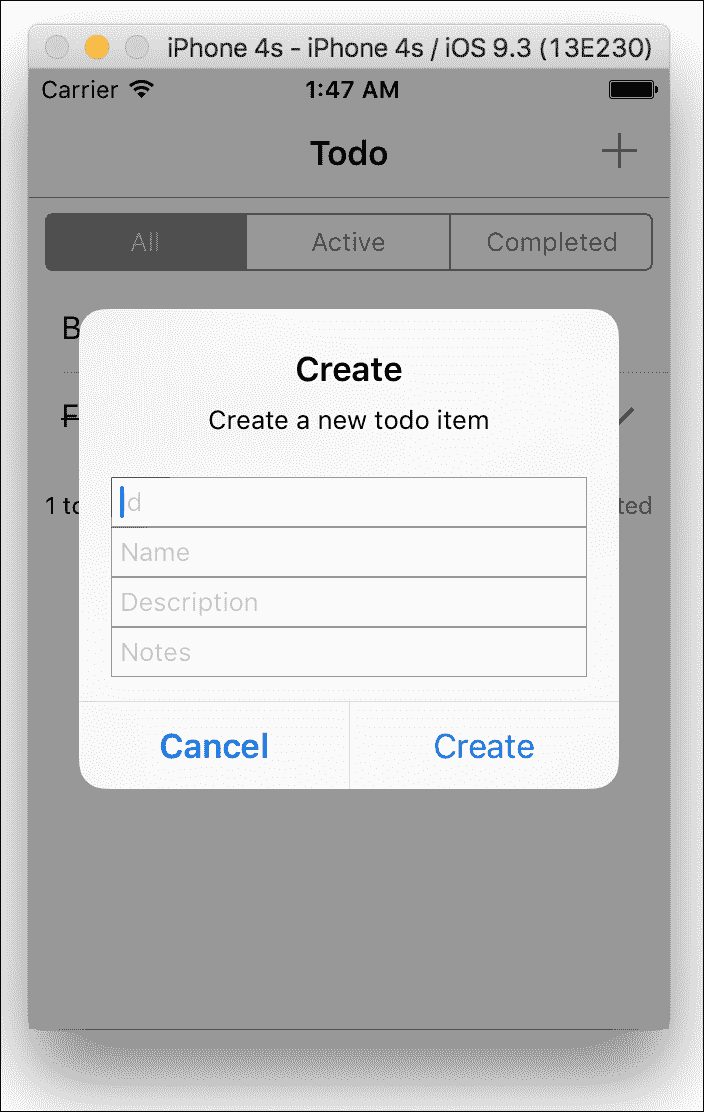 iPhone 4s - iPhone 4s / iOS 9.3 (13E230)
Carrier 1:47 AM
Todo
All Active Completed
B
Create
F
Create a new todo item
1 to ted
Id
Name
Description
Notes
Cancel Create